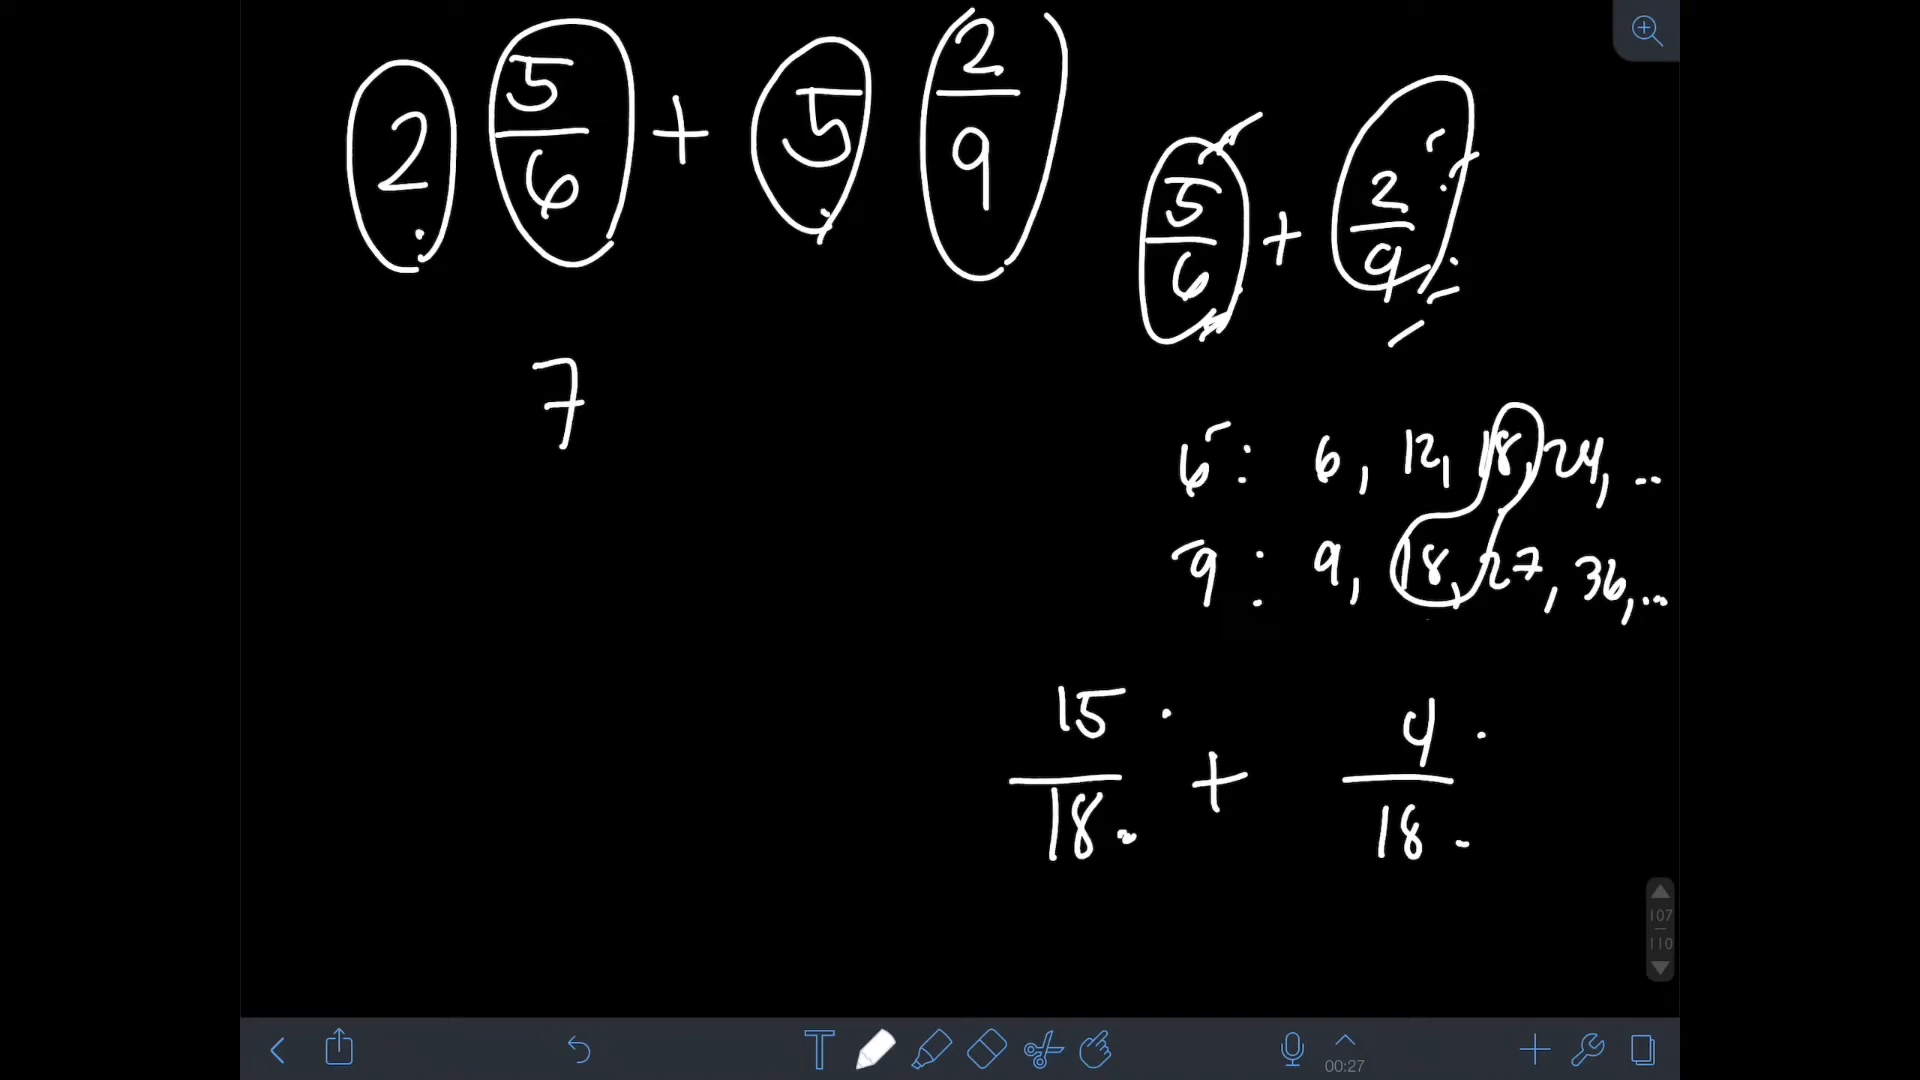 2 5/6 + 5 2/9
5/6 + 2/9
7
6: 6, 12, 18, 24, ...
9: 9, 18, 27, 36, ...
15/18 + 4/18
107
110
T
00:27